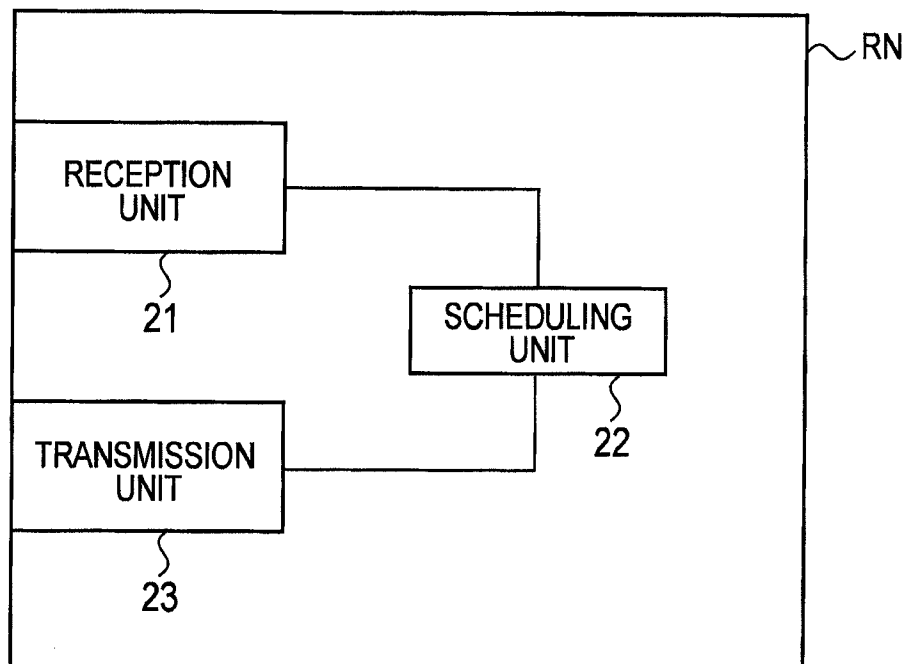 RN
RECEPTION
UNIT
21
SCHEDULING
UNIT
22
TRANSMISSION
UNIT
23